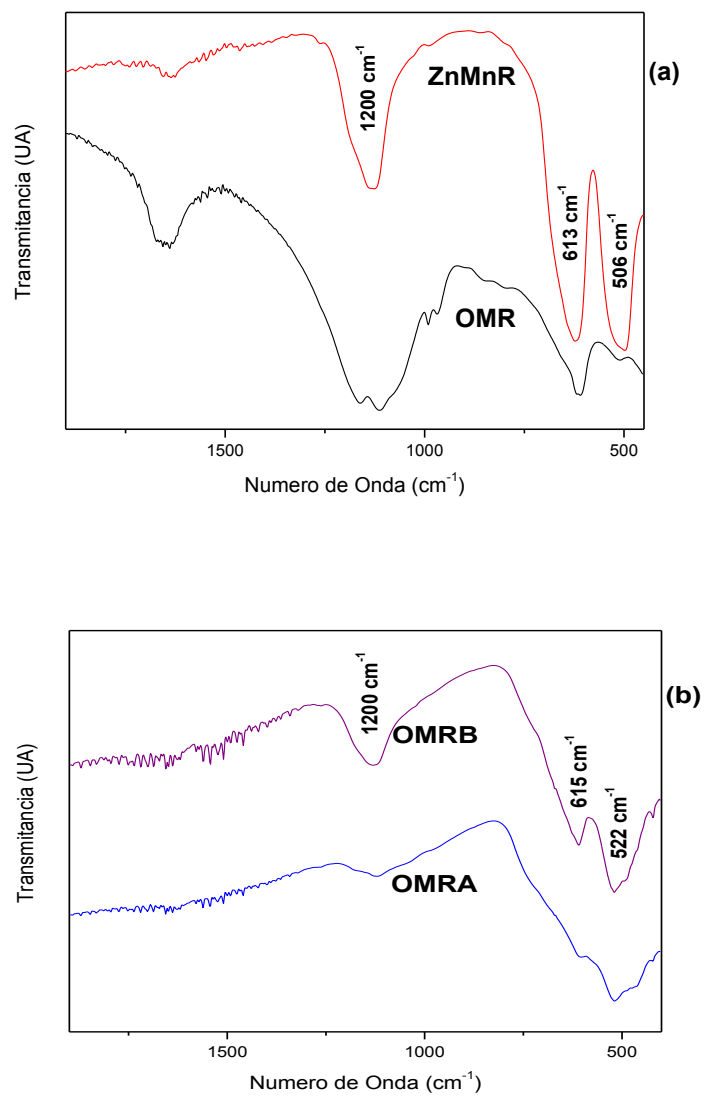 (a)
ZnMnR
1200 cm⁻¹
613 cm⁻¹
506 cm⁻¹
OMR
Transmitancia (UA)
1500
1000
500
Numero de Onda (cm⁻¹)
(b)
1200 cm⁻¹
OMRB
615 cm⁻¹
522 cm⁻¹
OMRA
Transmitancia (UA)
1500
1000
500
Numero de Onda (cm⁻¹)